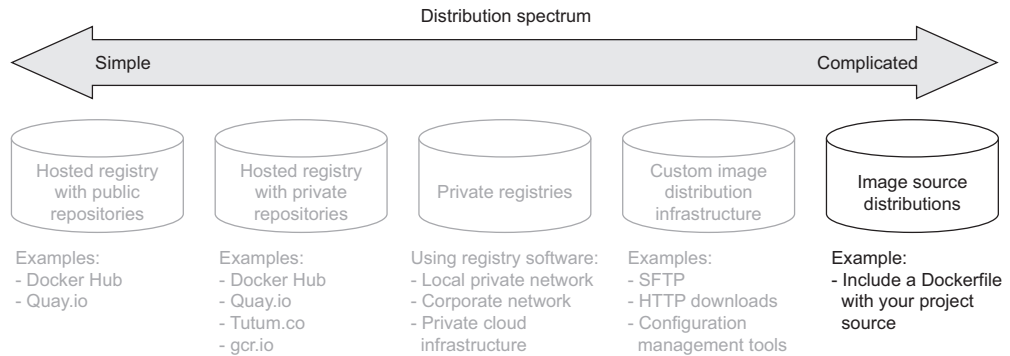 Distribution spectrum
Simple
Complicated
Hosted registry
with public
repositories
Examples:
- Docker Hub
- Quay.io
Hosted registry
with private
repositories
Examples:
- Docker Hub
- Quay.io
- Tutum.co
- gcr.io
Private registries
Using registry software:
- Local private network
- Corporate network
- Private cloud
infrastructure
Custom image
distribution
infrastructure
Examples:
- SFTP
- HTTP downloads
- Configuration
management tools
Image source
distributions
Example:
- Include a Dockerfile
with your project
source